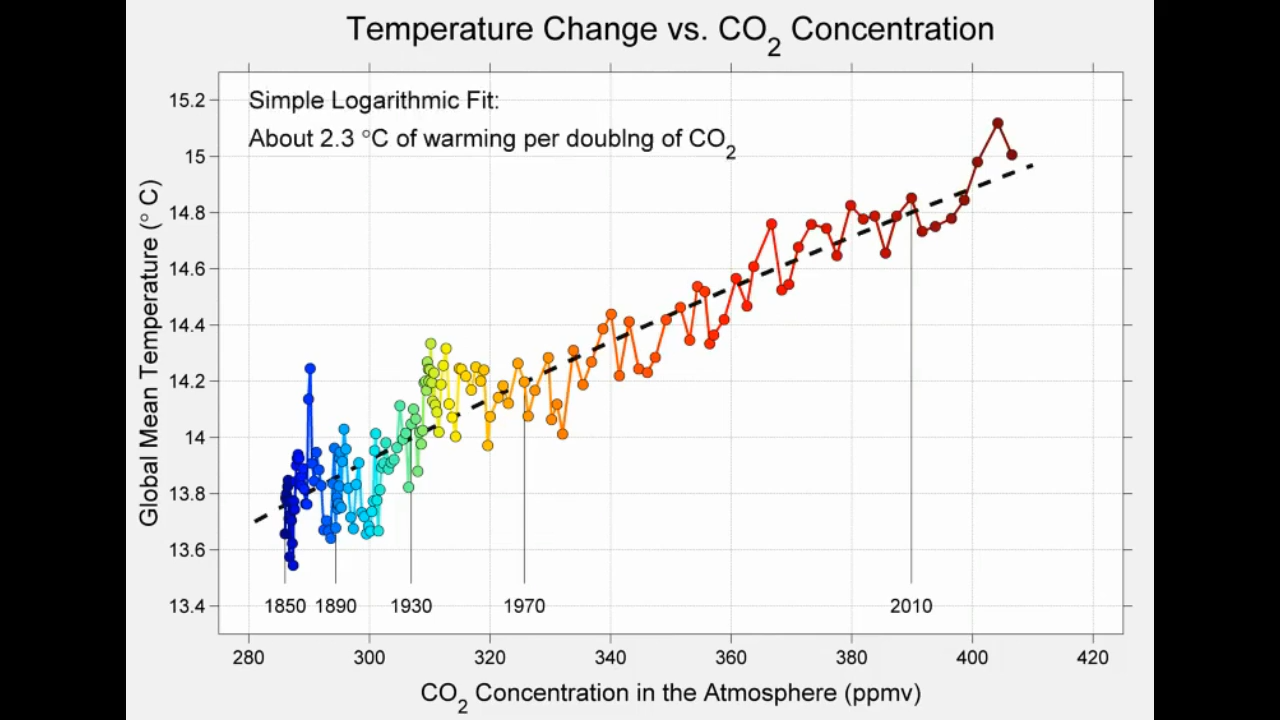 Temperature Change vs. CO2 Concentration
Simple Logarithmic Fit:
About 2.3 °C of warming per doublng of CO2
Global Mean Temperature (° C)
15.2
15
14.8
14.6
14.4
14.2
14
13.8
13.6
13.4
1850 1890 1930 1970 2010
280 300 320 340 360 380 400 420
CO2 Concentration in the Atmosphere (ppmv)